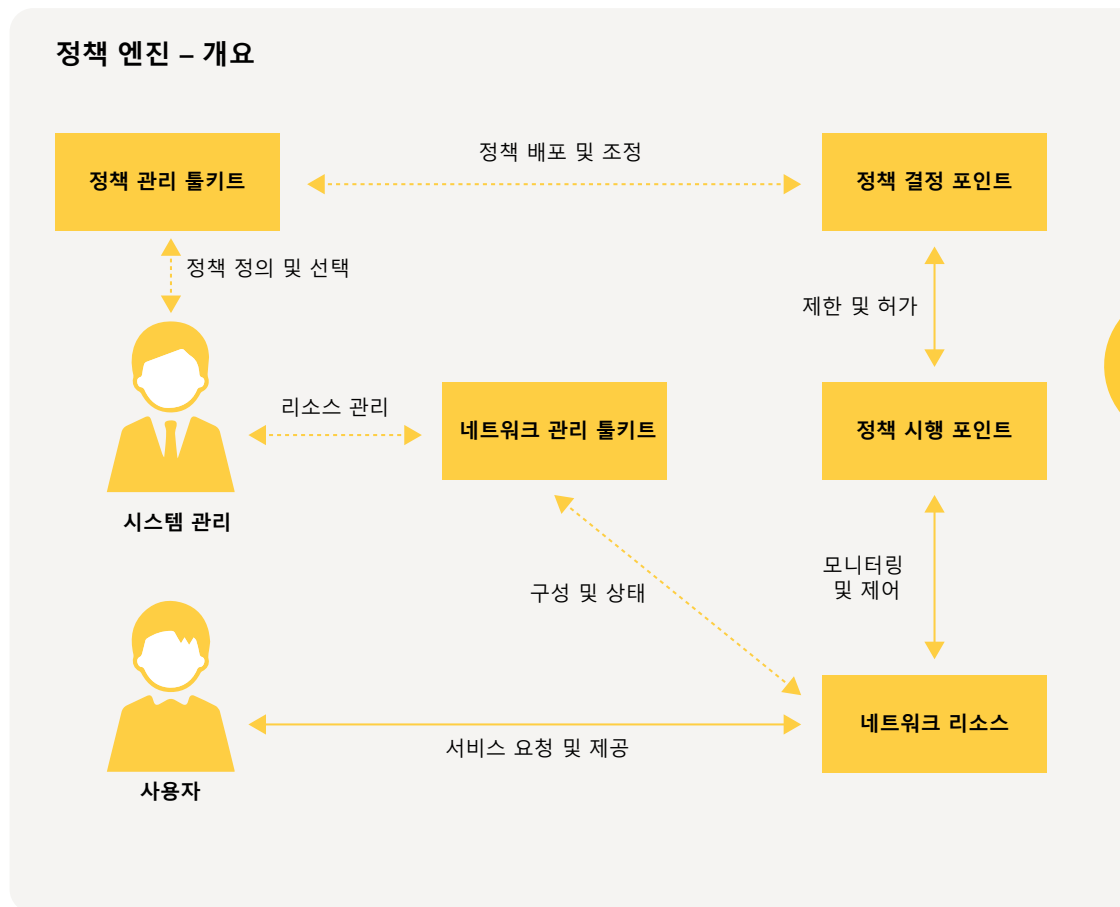 정책 엔진 – 개요
정책 배포 및 조정
정책 관리 툴키트
정책 결정 포인트
정책 정의 및 선택
제한 및 허가
리소스 관리
네트워크 관리 툴키트
정책 시행 포인트
시스템 관리
모니터링
및 제어
구성 및 상태
네트워크 리소스
서비스 요청 및 제공
사용자